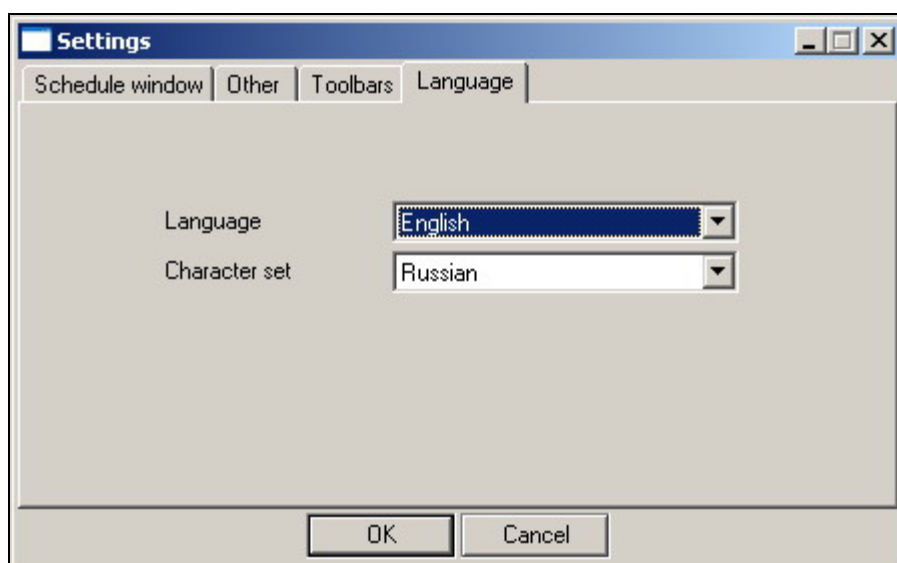 Settings
Schedule window Other Toolbars Language
Language English
Character set Russian
OK Cancel